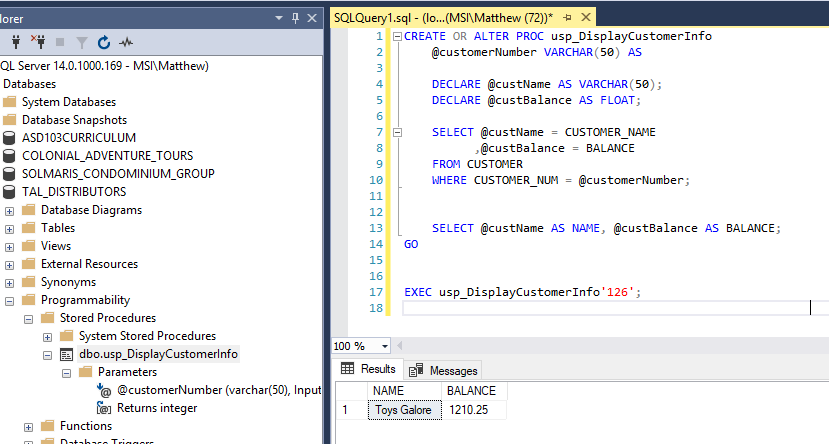 lorer
QL Server 14.0.1000.169 - MSI\Matthew)
Databases
System Databases
Database Snapshots
ASD103CURRICULUM
COLONIAL_ADVENTURE_TOURS
SOLMARIS_CONDOMINIUM_GROUP
TAL_DISTRIBUTORS
Database Diagrams
Tables
Views
External Resources
Synonyms
Programmability
Stored Procedures
System Stored Procedures
dbo.usp_DisplayCustomerInfo
Parameters
@customerNumber (varchar(50), Input
Returns integer
Functions
Database Triggers
SQLQuery1.sql - (lo...(MSI\Matthew (72))*
1 CREATE OR ALTER PROC usp_DisplayCustomerInfo
2 @customerNumber VARCHAR(50) AS
3
4 DECLARE @custName AS VARCHAR(50);
5 DECLARE @custBalance AS FLOAT;
6
7 SELECT @custName = CUSTOMER_NAME
8 ,@custBalance = BALANCE
9 FROM CUSTOMER
10 WHERE CUSTOMER_NUM = @customerNumber;
11
12
13 SELECT @custName AS NAME, @custBalance AS BALANCE;
14 GO
15
16
17 EXEC usp_DisplayCustomerInfo'126';
18
100 %
Results Messages
NAME BALANCE
1 Toys Galore 1210.25